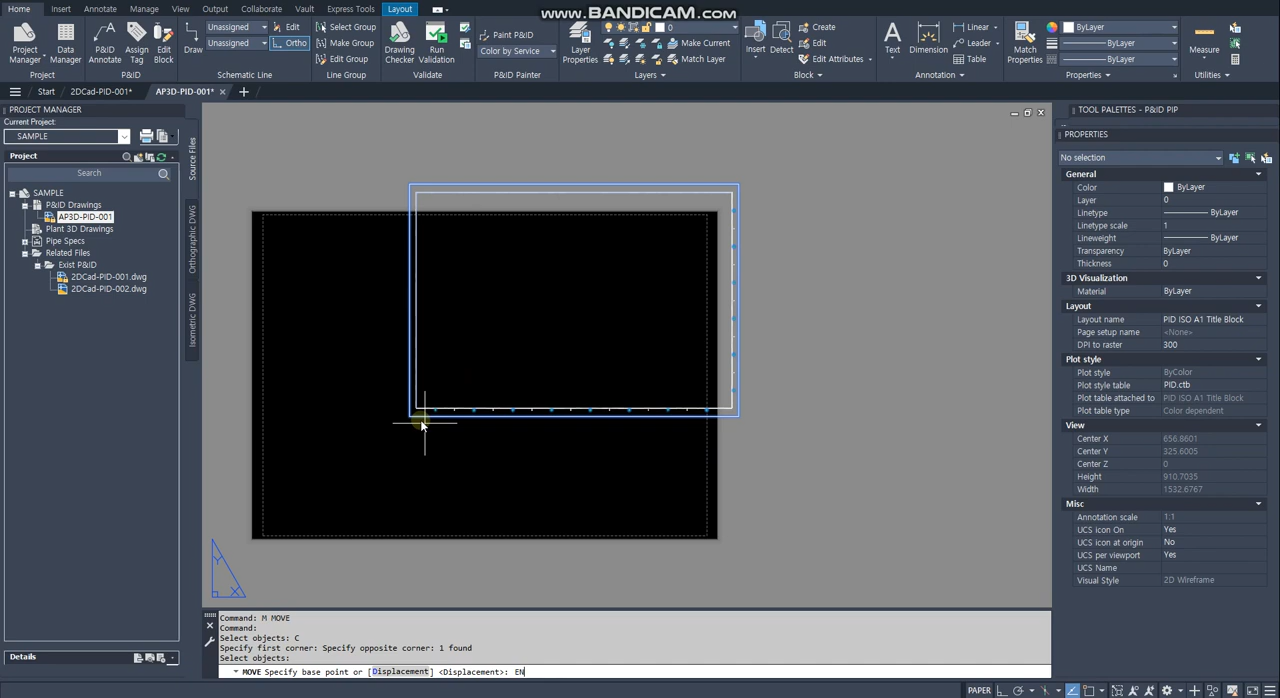 www.BANDICAM.com
Home Insert Annotate Manage View Output Collaborate Vault Express Tools Layout
Project Manager
Data Manager
Project
P&ID Annotate
Assign Tag
Edit Block
P&ID
Draw
Unassigned
Unassigned
Edit
Ortho
Schematic Line
Select Group
Make Group
Edit Group
Line Group
Drawing Checker
Run Validation
Validate
Paint P&ID
Color by Service
P&ID Painter
Layer Properties
0
Make Current
Match Layer
Layers
Insert
Detect
Create
Edit
Edit Attributes
Block
Text
Dimension
Linear
Leader
Table
Annotation
Match Properties
ByLayer
ByLayer
ByLayer
Properties
Measure
Utilities
Start 2DCad-PID-001* AP3D-PID-001*
PROJECT MANAGER
Current Project:
SAMPLE
Project
Search
SAMPLE
P&ID Drawings
AP3D-PID-001
Plant 3D Drawings
Pipe Specs
Related Files
Exist P&ID
2DCad-PID-001.dwg
2DCad-PID-002.dwg
Source Files
Orthographic DWG
Isometric DWG
Details
Y
X
Command: M MOVE
Command:
Select objects: C
Specify first corner: Specify opposite corner: 1 found
Select objects:
MOVE Specify base point or [Displacement] <Displacement>: EN
TOOL PALETTES - P&ID PIP
PROPERTIES
No selection
General
Color ByLayer
Layer 0
Linetype ByLayer
Linetype scale 1
Lineweight ByLayer
Transparency ByLayer
Thickness 0
3D Visualization
Material ByLayer
Layout
Layout name PID ISO A1 Title Block
Page setup name <None>
DPI to raster 300
Plot style
Plot style ByColor
Plot style table PID.ctb
Plot table attached to PID ISO A1 Title Block
Plot table type Color dependent
View
Center X 656.8601
Center Y 325.6005
Center Z 0
Height 910.7035
Width 1532.6767
Misc
Annotation scale 1:1
UCS icon On Yes
UCS icon at origin No
UCS per viewport Yes
UCS Name
Visual Style 2D Wireframe
PAPER